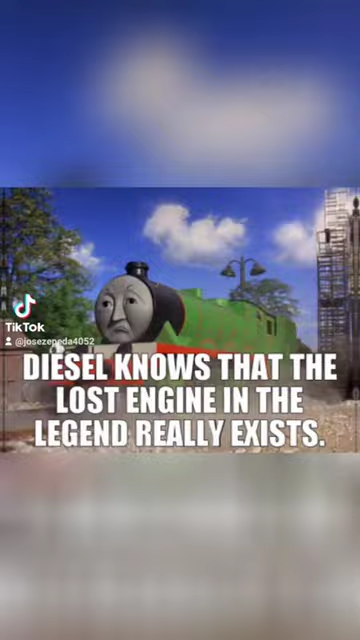 TikTok
@josezepeda4052
DIESEL KNOWS THAT THE
LOST ENGINE IN THE
LEGEND REALLY EXISTS.